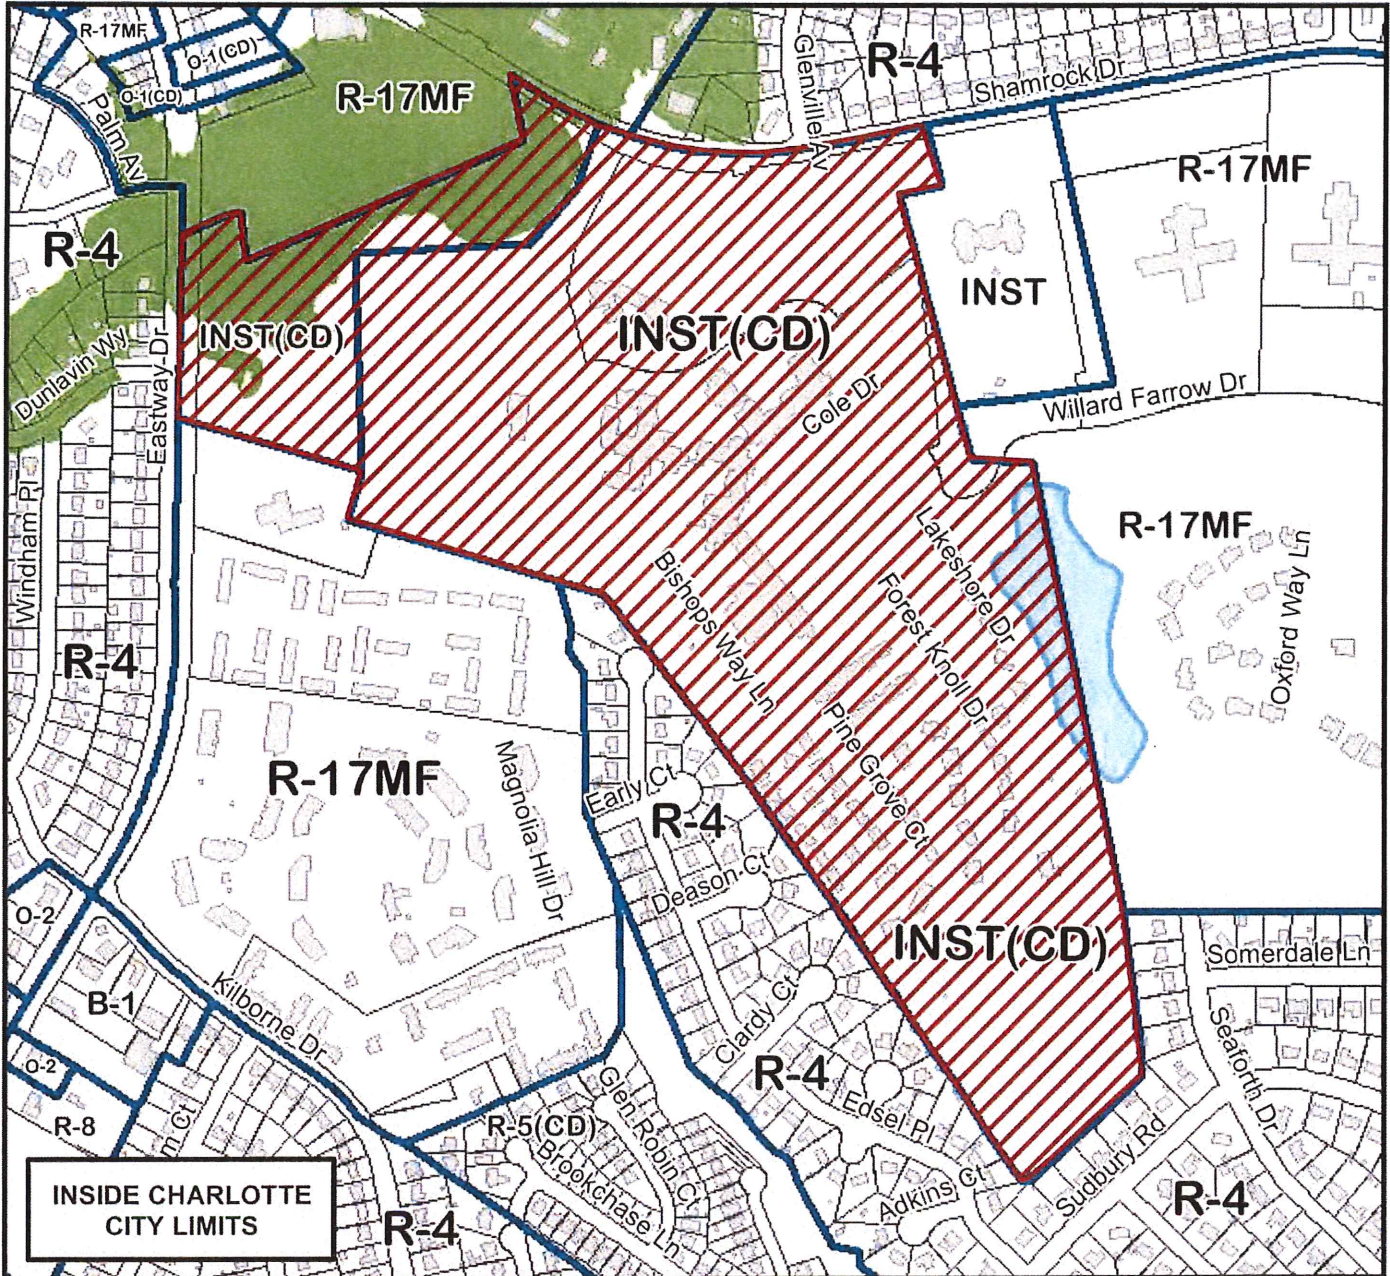 R-17MF
O-1(CD)
O-1(CD)
R-17MF
Palm Av
Glenville Av
R-4
Shamrock Dr
R-17MF
R-4
INST
INST(CD)
INST(CD)
Dunlavin Wy
Eastway Dr
Cole Dr
Willard Farrow Dr
Windham Pl
R-17MF
Lakeshore Dr
Oxford Way Ln
Bishops Way Ln
Forest Knoll Dr
R-4
Pine Grove Ct
R-17MF
Magnolia Hill Dr
Early Ct
R-4
Deason Ct
O-2
INST(CD)
Somerdale Ln
B-1
Kilborne Dr
Clardy Ct
Seaforth Dr
O-2
R-4
Glen Robin Ct
Edsel Pl
R-8
R-5(CD)
Sudbury Rd
Brookchase Ln
Adkins Ct
R-4
R-4
INSIDE CHARLOTTE
CITY LIMITS